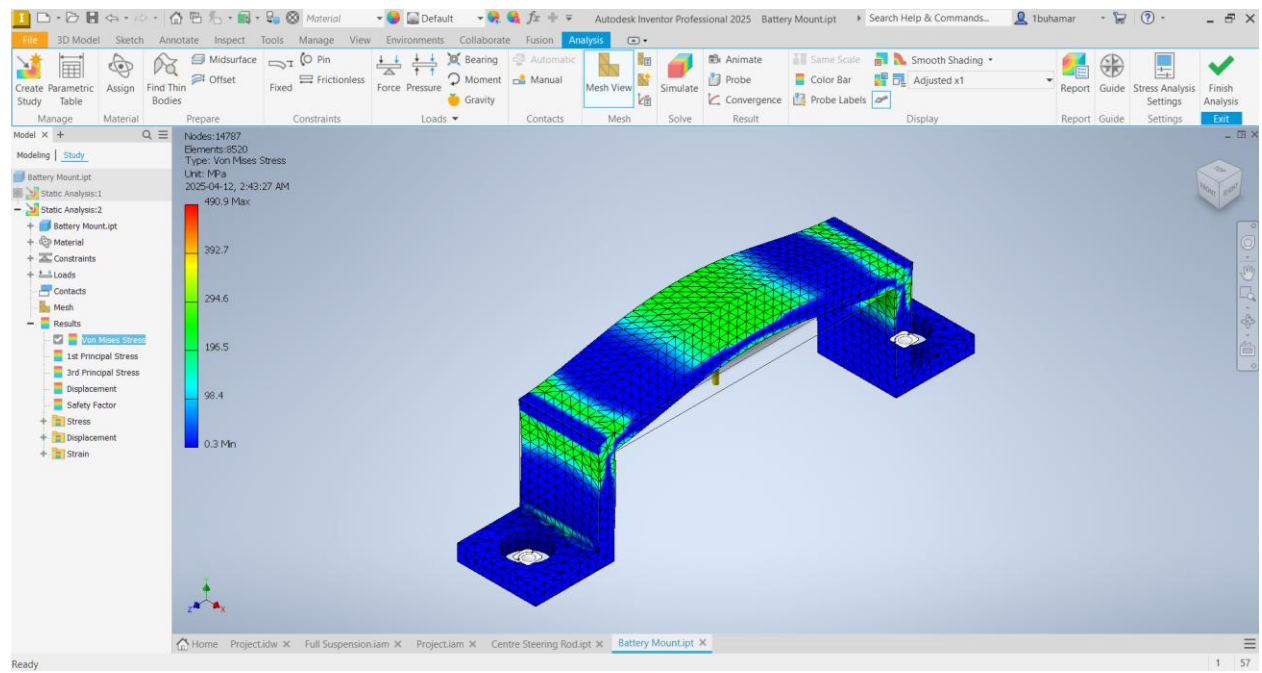 Material Default Autodesk Inventor Professional 2025 Battery Mount.ipt Search Help & Commands... 1buhamar
File 3D Model Sketch Annotate Inspect Tools Manage View Environments Collaborate Fusion Analysis
Midsurface Pin Bearing Automatic Animate Same Scale Smooth Shading
Offset Frictionless Moment Manual Probe Color Bar Adjusted x1
Gravity Convergence Probe Labels
Create Study Parametric Table Assign Find Thin Bodies Fixed Force Pressure Mesh View Simulate Report Guide Stress Analysis Settings Finish Analysis
Manage Material Prepare Constraints Loads Contacts Mesh Solve Result Display Report Guide Settings Exit
Model
Modeling Study
Battery Mount.ipt
Static Analysis:1
Static Analysis:2
Battery Mount.ipt
Material
Constraints
Loads
Contacts
Mesh
Results
Von Mises Stress
1st Principal Stress
3rd Principal Stress
Displacement
Safety Factor
Stress
Displacement
Strain
Nodes:14787
Elements:8520
Type: Von Mises Stress
Unit: MPa
2025-04-12, 2:43:27 AM
490.9 Max
392.7
294.6
196.5
98.4
0.3 Min
FRONT RIGHT
Y
Z X
Home Project.idw Full Suspension.iam Project.iam Centre Steering Rod.ipt Battery Mount.ipt
Ready 1 57